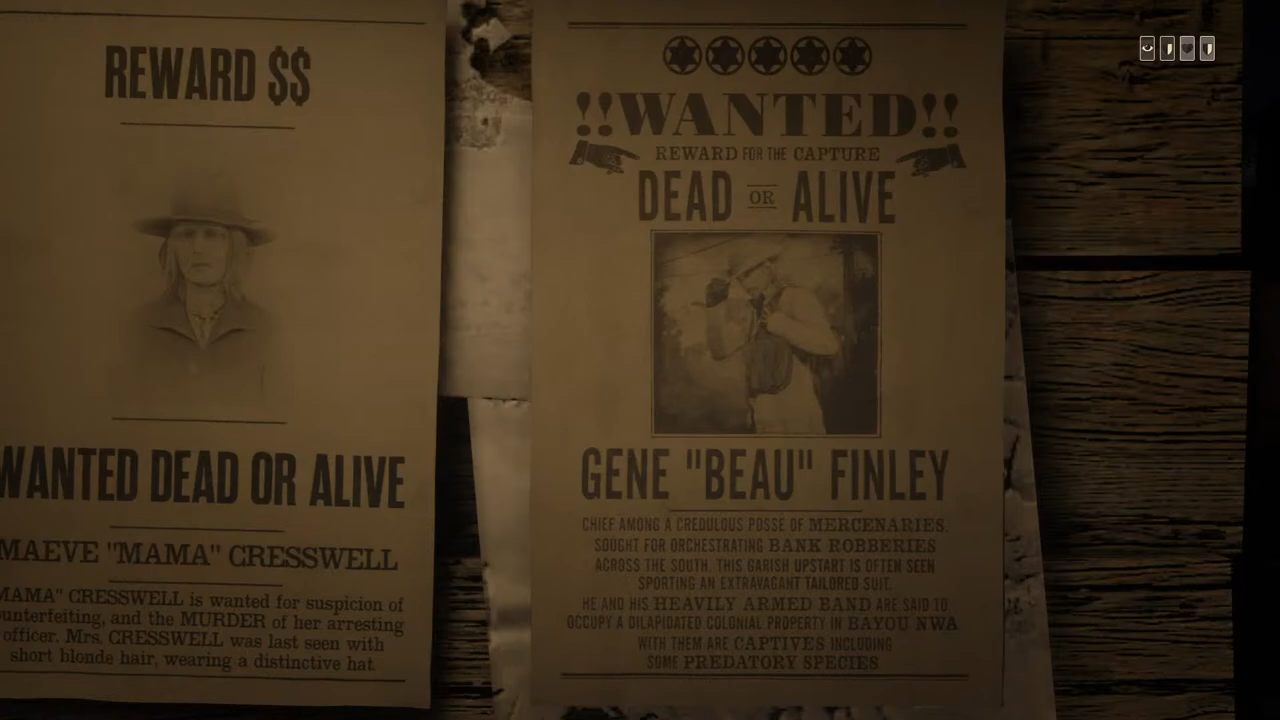 REWARD $$
WANTED DEAD OR ALIVE
MAEVE "MAMA" CRESSWELL
MAMA" CRESSWELL is wanted for suspicion of
ounterfeiting, and the MURDER of her arresting
officer. Mrs. CRESSWELL was last seen with
short blonde hair, wearing a distinctive hat.
!!WANTED!!
REWARD FOR THE CAPTURE
DEAD OR ALIVE
GENE "BEAU" FINLEY
CHIEF AMONG A CREDULOUS POSSE OF MERCENARIES.
SOUGHT FOR ORCHESTRATING BANK ROBBERIES
ACROSS THE SOUTH. THIS GARISH UPSTART IS OFTEN SEEN
SPORTING AN EXTRAVAGANT TAILORED SUIT.
HE AND HIS HEAVILY ARMED BAND ARE SAID TO
OCCUPY A DILAPIDATED COLONIAL PROPERTY IN BAYOU NWA
WITH THEM ARE CAPTIVES INCLUDING
SOME PREDATORY SPECIES